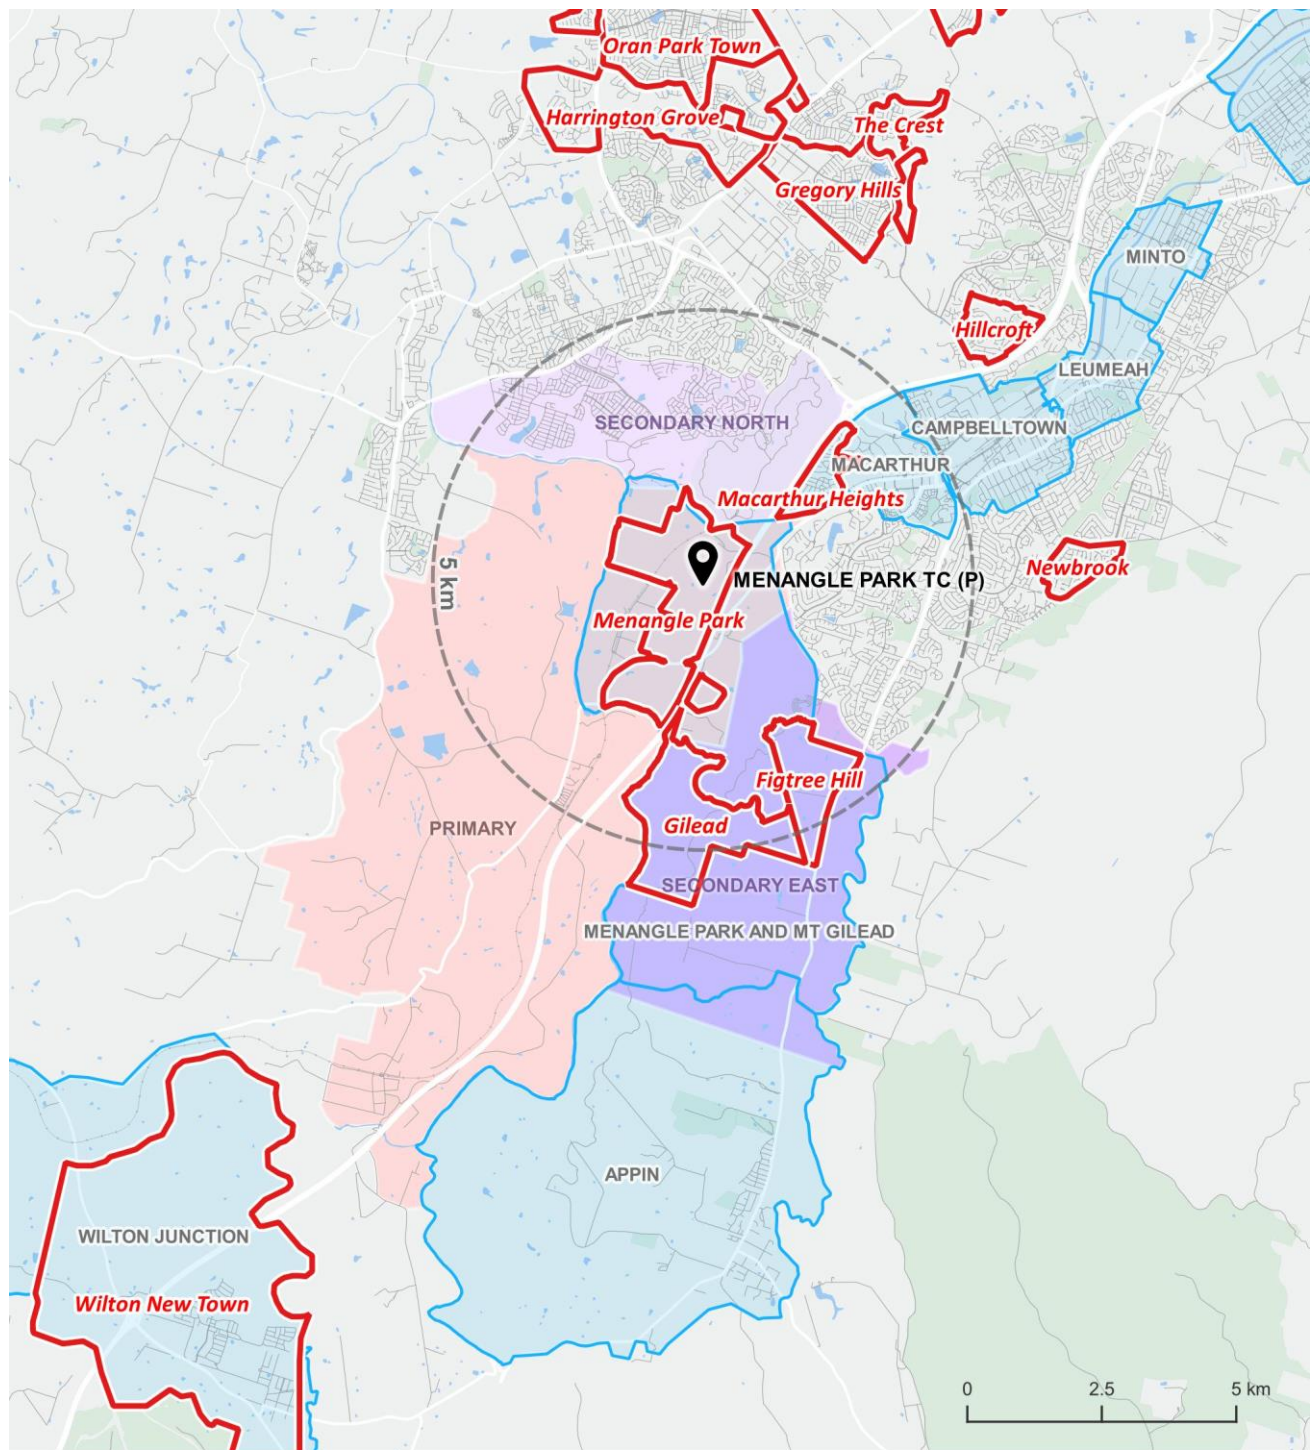 Oran Park Town
Harrington Grove
The Crest
Gregory Hills
MINTO
Hillcroft
LEUMEAH
SECONDARY NORTH
CAMPBELLTOWN
MACARTHUR
Macarthur Heights
5 km
MENANGLE PARK TC (P)
Newbrook
Menangle Park
Figtree Hill
PRIMARY
Gilead
SECONDARY EAST
MENANGLE PARK AND MT GILEAD
APPIN
WILTON JUNCTION
Wilton New Town
0 2.5 5 km